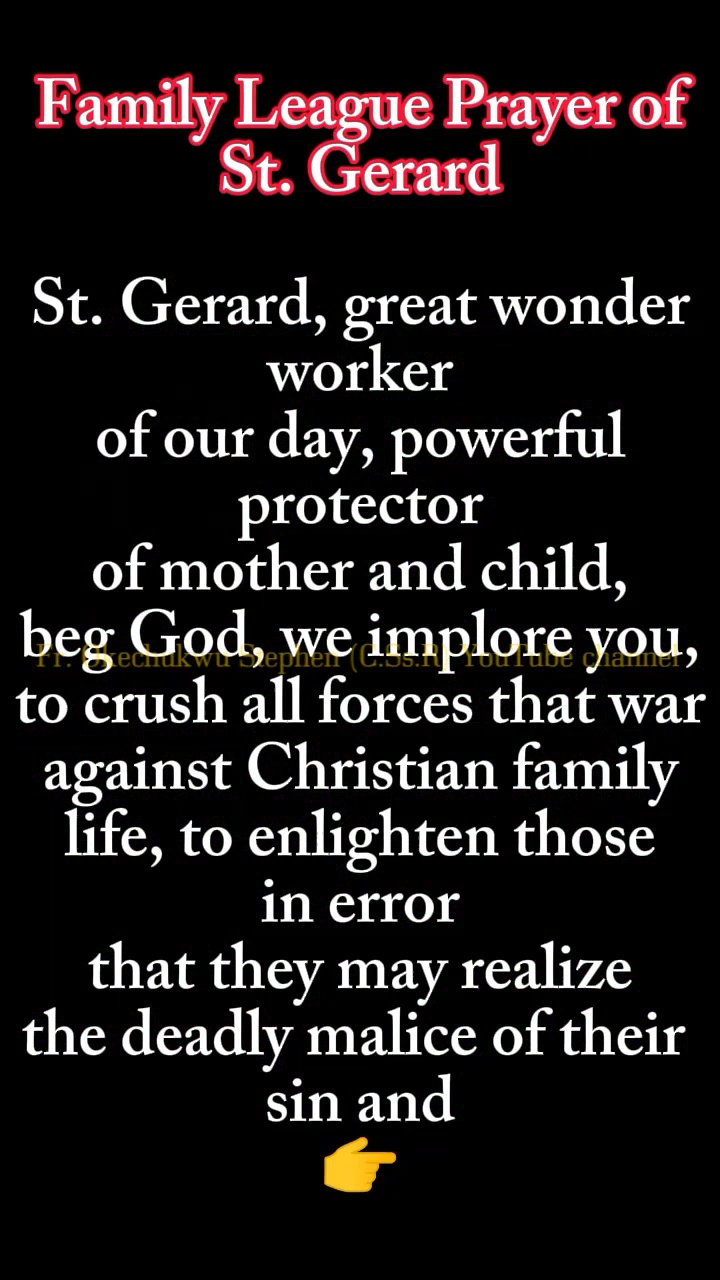 Family League Prayer of
St. Gerard
St. Gerard, great wonder
worker
of our day, powerful
protector
of mother and child,
beg God, we implore you,
Fr. Okechukwu Stephen (C.Ss.R) YouTube channel
to crush all forces that war
against Christian family
life, to enlighten those
in error
that they may realize
the deadly malice of their
sin and